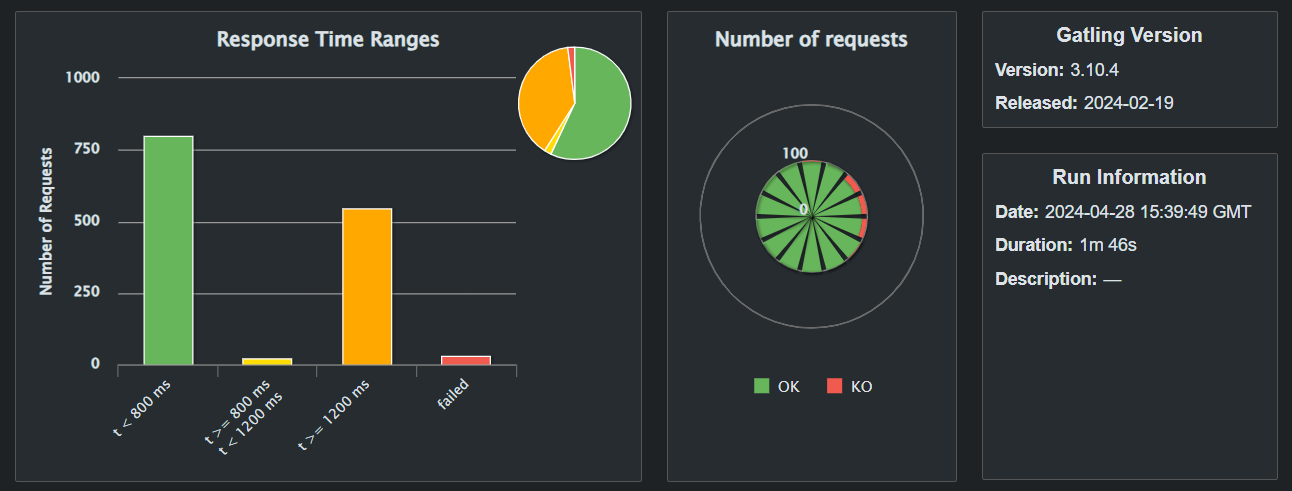 Response Time Ranges
Number of Requests
1000
750
500
250
0
t < 800 ms
t >= 800 ms
t < 1200 ms
t >= 1200 ms
failed
Number of requests
100
0
OK
KO
Gatling Version
Version: 3.10.4
Released: 2024-02-19
Run Information
Date: 2024-04-28 15:39:49 GMT
Duration: 1m 46s
Description: —